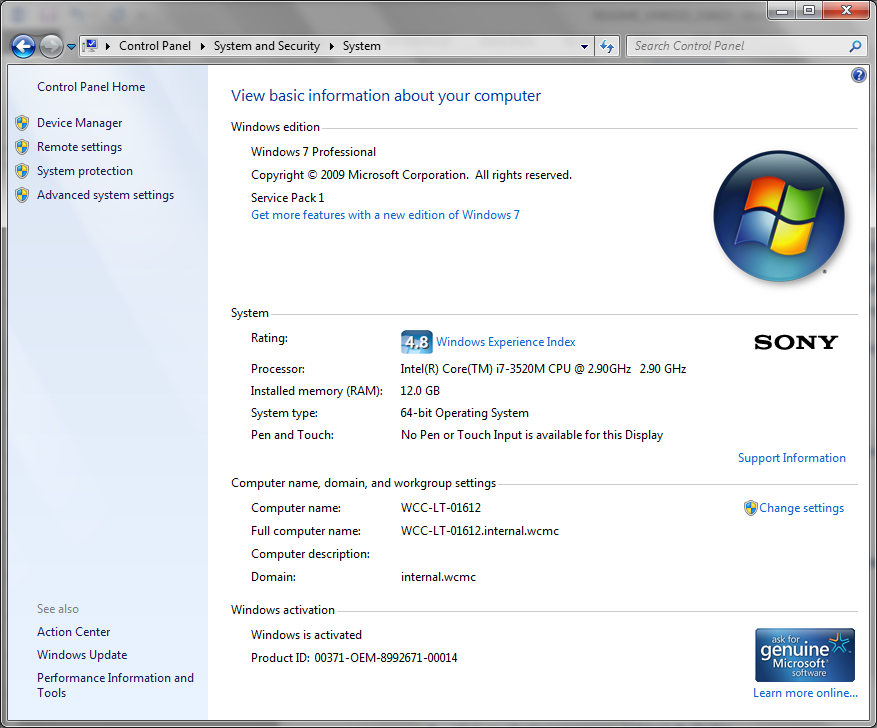 Control Panel
System and Security
System
Search Control Panel
Control Panel Home
Device Manager
Remote settings
System protection
Advanced system settings
See also
Action Center
Windows Update
Performance Information and
Tools
View basic information about your computer
Windows edition
Windows 7 Professional
Copyright © 2009 Microsoft Corporation.  All rights reserved.
Service Pack 1
Get more features with a new edition of Windows 7
System
Rating: 4,8 Windows Experience Index
SONY
Processor: Intel(R) Core(TM) i7-3520M CPU @ 2.90GHz   2.90 GHz
Installed memory (RAM): 12.0 GB
System type: 64-bit Operating System
Pen and Touch: No Pen or Touch Input is available for this Display
Support Information
Computer name, domain, and workgroup settings
Computer name: WCC-LT-01612
Change settings
Full computer name: WCC-LT-01612.internal.wcmc
Computer description:
Domain: internal.wcmc
Windows activation
Windows is activated
Product ID: 00371-OEM-8992671-00014
ask for
genuine
Microsoft
software
Learn more online...